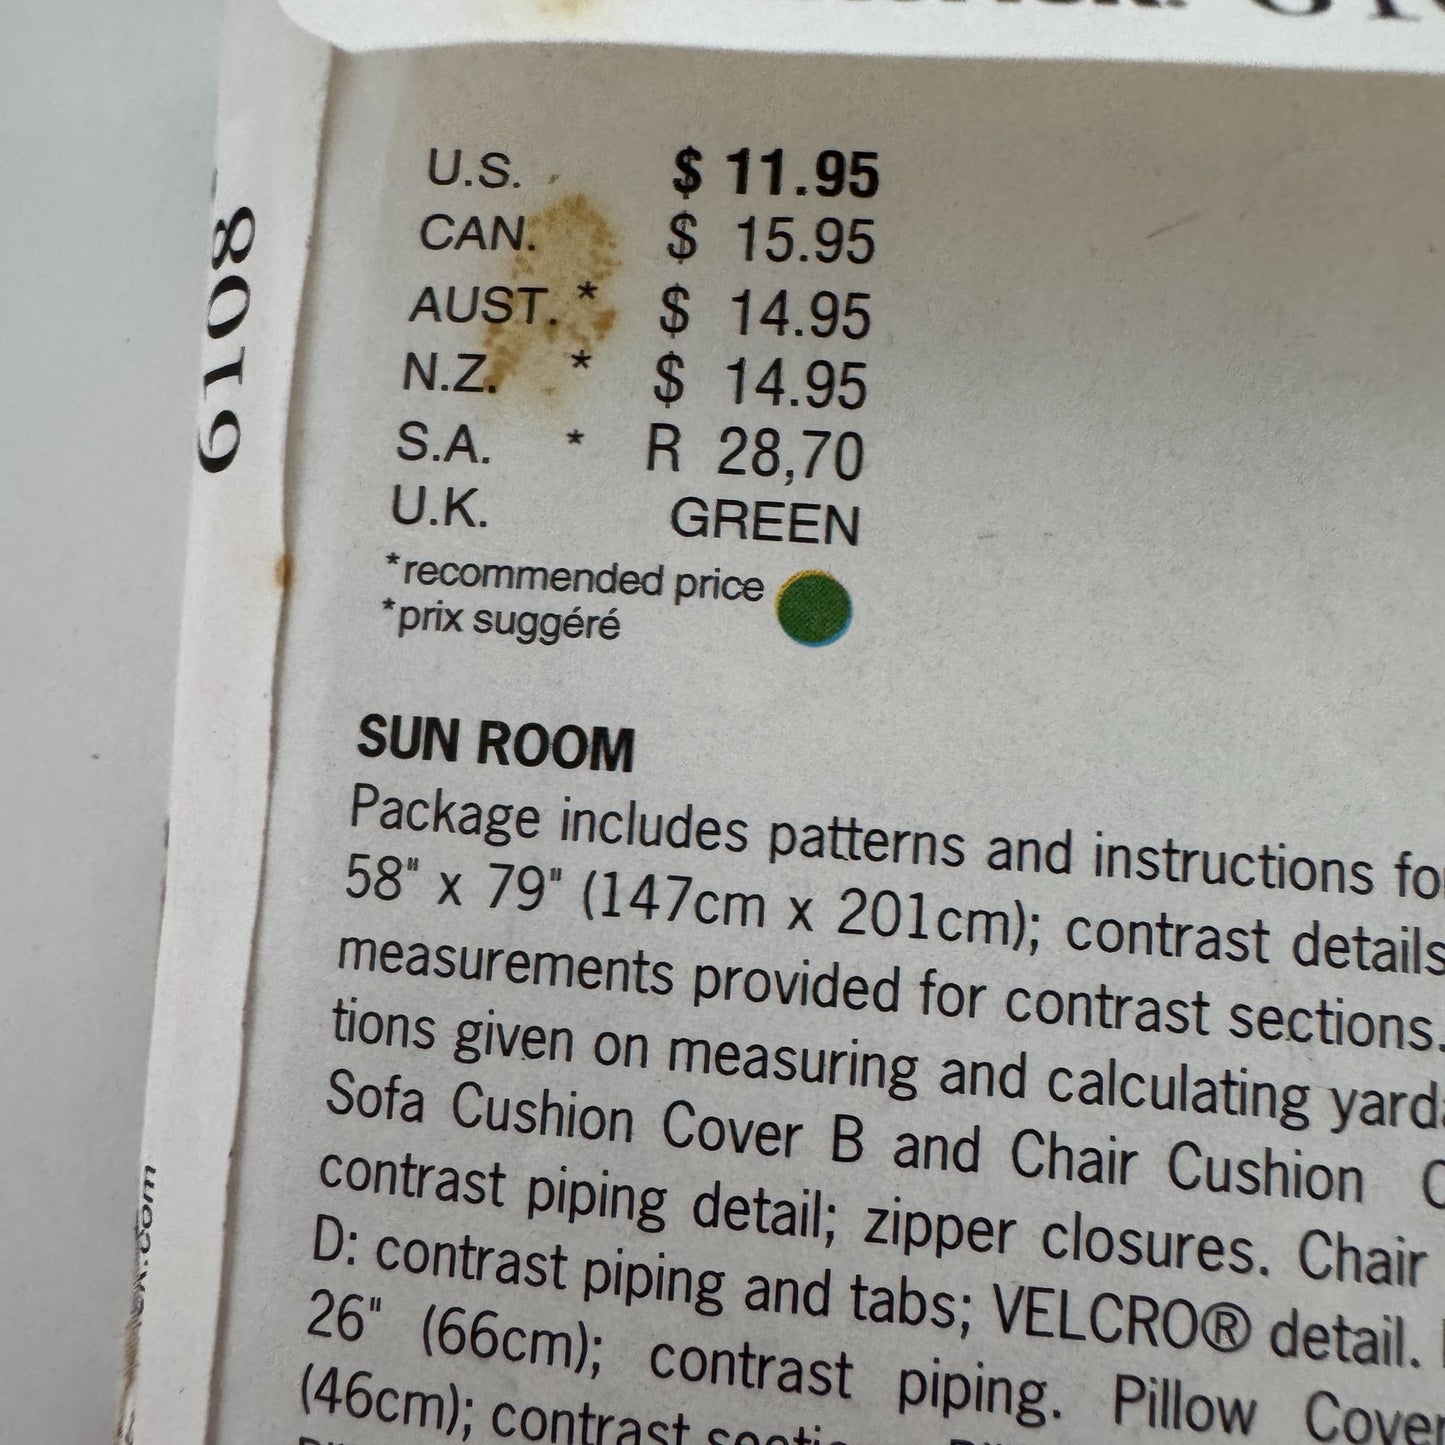 8019
U.S. $ 11.95
CAN. $ 15.95
AUST. * $ 14.95
N.Z. * $ 14.95
S.A. * R 28,70
U.K. GREEN
*recommended price
*prix suggéré
SUN ROOM
Package includes patterns and instructions
58" x 79" (147cm x 201cm); contrast details
measurements provided for contrast sections.
tions given on measuring and calculating
Sofa Cushion Cover B and Chair Cushion
contrast piping detail; zipper closures. Chair
D: contrast piping and tabs; VELCRO® detail.
26" (66cm); contrast piping. Pillow Cover
(46cm); contrast
.com